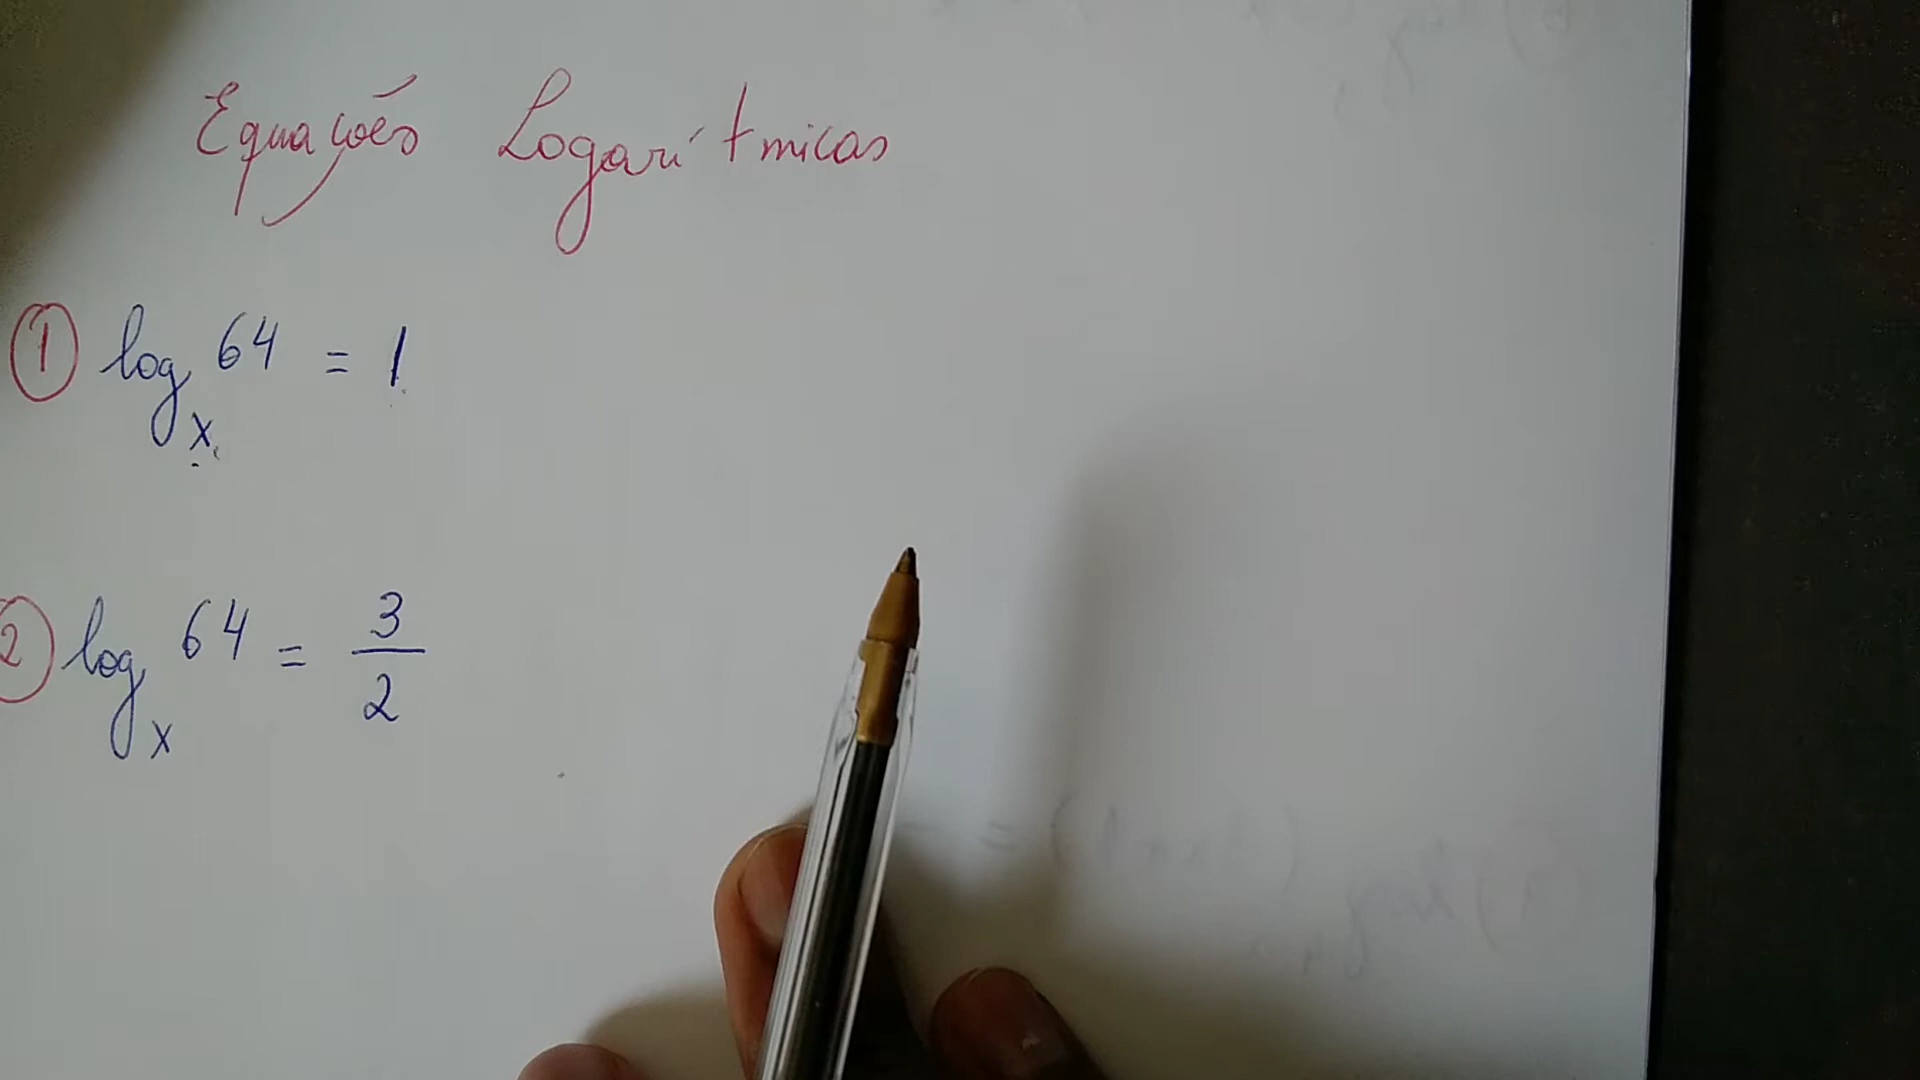 Equações Logarítmicas
① log_x 64 = 1
② log_x 64 = 3/2